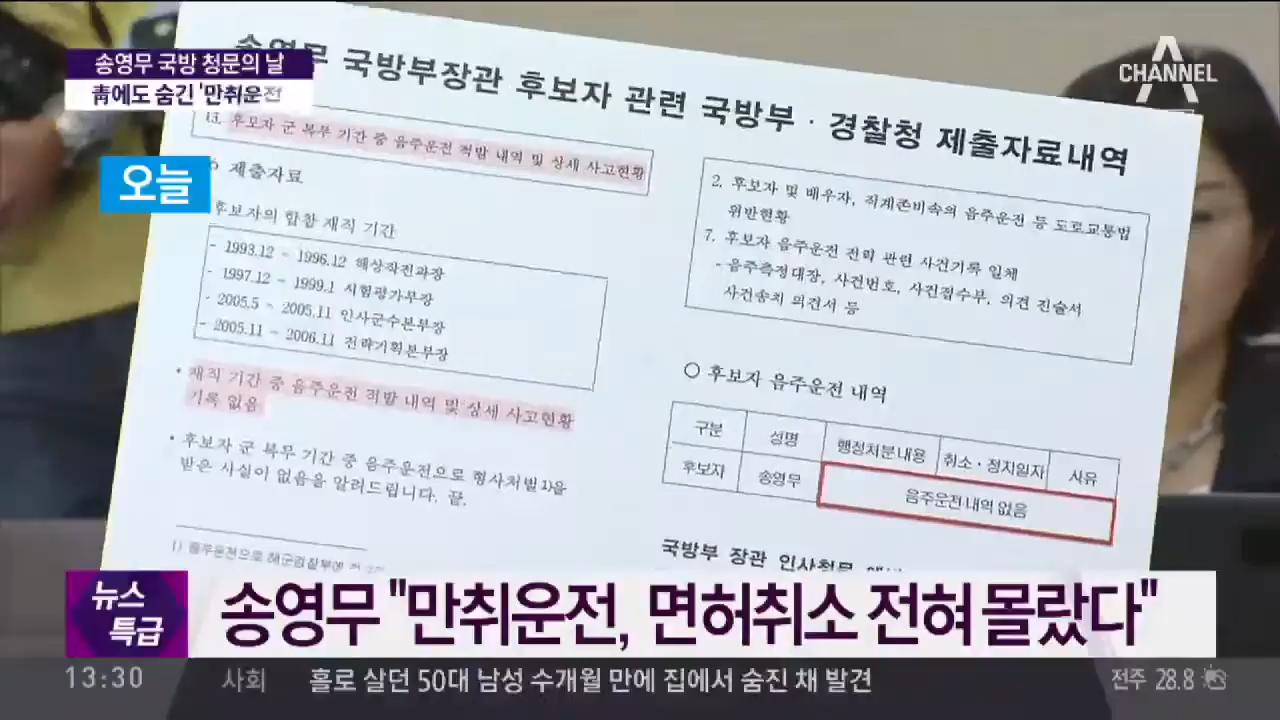 송영무 국방 청문의 날
靑에도 숨긴 '만취운전
오늘
CHANNEL A
송영무 국방부장관 후보자 관련 국방부 · 경찰청 제출자료내역
13. 후보자 군 복무 기간 중 음주운전 적발 내역 및 상세 사고현황
제출자료
후보자의 합참 재직 기간
- 1993.12 ~ 1996.12 해상작전과장
- 1997.12 ~ 1999.1 시험평가부장
- 2005.5 ~ 2005.11 인사군수본부장
- 2005.11 ~ 2006.11 전략기획본부장
• 재직 기간 중 음주운전 적발 내역 및 상세 사고현황
기록 없음
• 후보자 군 복무 기간 중 음주운전으로 형사처벌1)을
받은 사실이 없음을 알려드립니다. 끝.
1) 음주운전으로 해군검찰부에
2. 후보자 및 배우자, 직계존비속의 음주운전 등 도로교통법
위반현황
7. 후보자 음주운전 전력 관련 사건기록 일체
- 음주측정대장, 사건번호, 사건접수부, 의견 진술서
사건송치 의견서 등
○ 후보자 음주운전 내역
구분 성명 행정처분내용 취소·정지일자 사유
후보자 송영무 음주운전 내역 없음
국방부 장관 인사청문
뉴스
특급
송영무 "만취운전, 면허취소 전혀 몰랐다"
13:30 사회 홀로 살던 50대 남성 수개월 만에 집에서 숨진 채 발견 전주 28.8